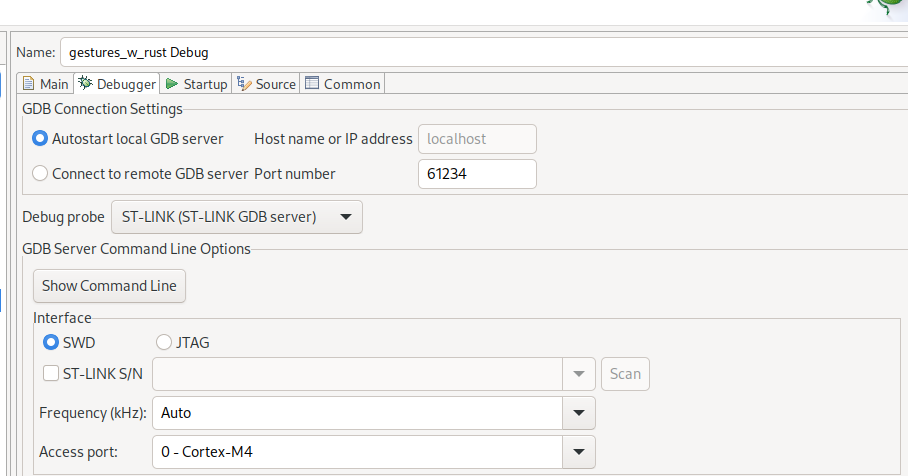 Name: gestures_w_rust Debug
Main Debugger Startup Source Common
GDB Connection Settings
Autostart local GDB server Host name or IP address localhost
Connect to remote GDB server Port number 61234
Debug probe ST-LINK (ST-LINK GDB server)
GDB Server Command Line Options
Show Command Line
Interface
SWD JTAG
ST-LINK S/N Scan
Frequency (kHz): Auto
Access port: 0 - Cortex-M4